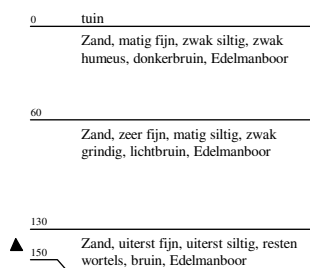 0 tuin
Zand, matig fijn, zwak siltig, zwak
humeus, donkerbruin, Edelmanboor
60
Zand, zeer fijn, matig siltig, zwak
grindig, lichtbruin, Edelmanboor
130
Zand, uiterst fijn, uiterst siltig, resten
150
wortels, bruin, Edelmanboor